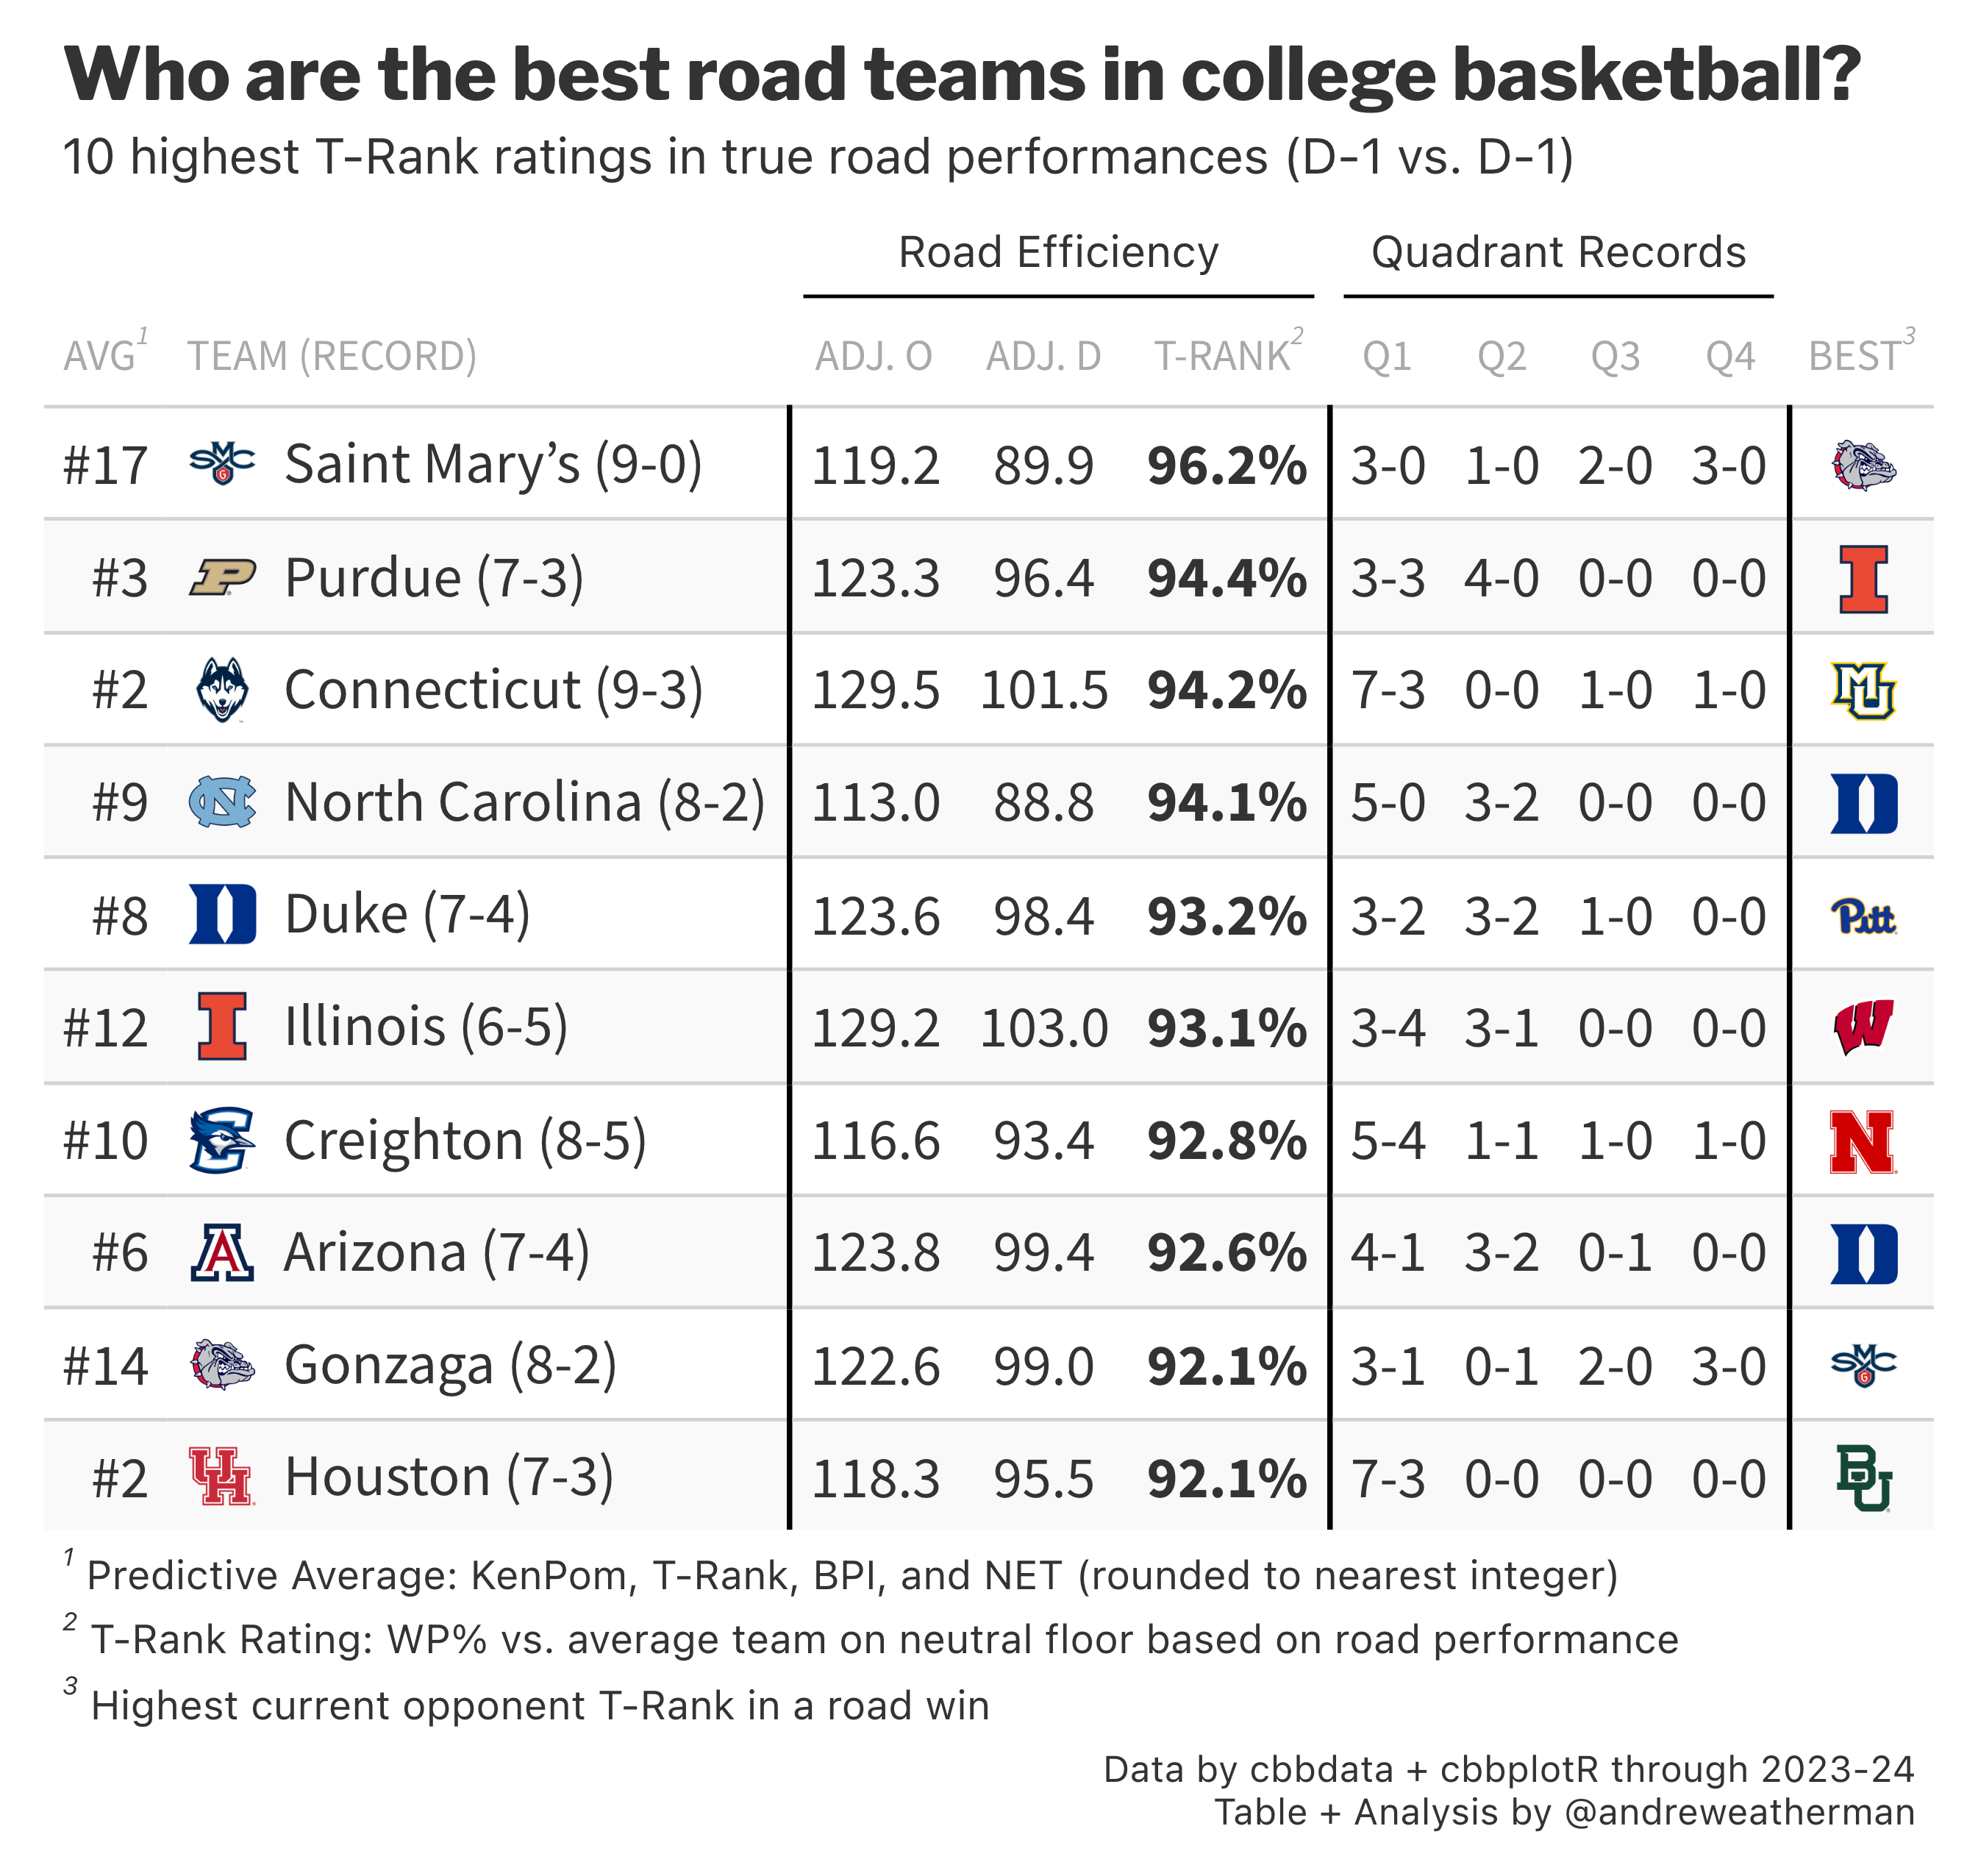 Who are the best road teams in college basketball?
10 highest T-Rank ratings in true road performances (D-1 vs. D-1)
Road Efficiency Quadrant Records
AVG1 TEAM (RECORD) ADJ. O ADJ. D T-RANK2 Q1 Q2 Q3 Q4 BEST3
#17 SMC G Saint Mary’s (9-0) 119.2 89.9 96.2% 3-0 1-0 2-0 3-0
#3 P Purdue (7-3) 123.3 96.4 94.4% 3-3 4-0 0-0 0-0 I
#2 Connecticut (9-3) 129.5 101.5 94.2% 7-3 0-0 1-0 1-0 MU
#9 NC North Carolina (8-2) 113.0 88.8 94.1% 5-0 3-2 0-0 0-0 D
#8 D Duke (7-4) 123.6 98.4 93.2% 3-2 3-2 1-0 0-0 Pitt
#12 I Illinois (6-5) 129.2 103.0 93.1% 3-4 3-1 0-0 0-0 W
#10 C Creighton (8-5) 116.6 93.4 92.8% 5-4 1-1 1-0 1-0 N
#6 A Arizona (7-4) 123.8 99.4 92.6% 4-1 3-2 0-1 0-0 D
#14 Gonzaga (8-2) 122.6 99.0 92.1% 3-1 0-1 2-0 3-0 SMC G
#2 UH Houston (7-3) 118.3 95.5 92.1% 7-3 0-0 0-0 0-0 BU
1 Predictive Average: KenPom, T-Rank, BPI, and NET (rounded to nearest integer)
2 T-Rank Rating: WP% vs. average team on neutral floor based on road performance
3 Highest current opponent T-Rank in a road win
Data by cbbdata + cbbplotR through 2023-24
Table + Analysis by @andreweatherman